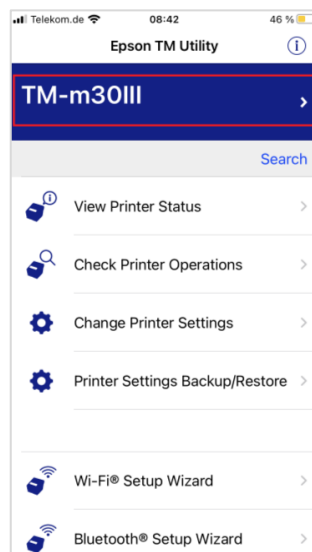 Telekom.de 08:42 46 %
Epson TM Utility
TM-m30III
Search
View Printer Status
Check Printer Operations
Change Printer Settings
Printer Settings Backup/Restore
Wi-Fi® Setup Wizard
Bluetooth® Setup Wizard